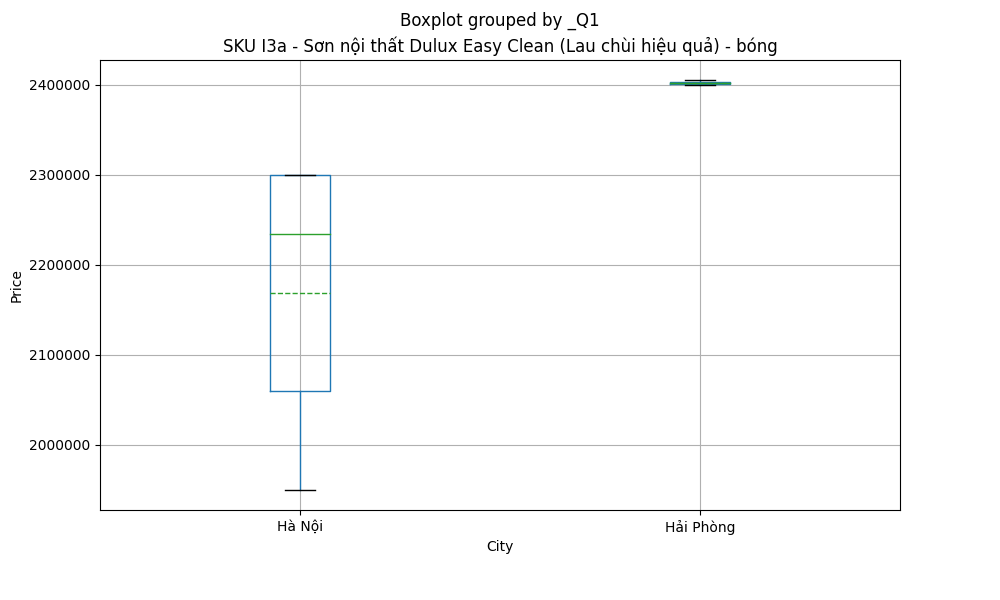 Boxplot grouped by _Q1
SKU I3a - Sơn nội thất Dulux Easy Clean (Lau chùi hiệu quả) - bóng
2400000
2300000
2200000
2100000
2000000
Price
Hà Nội
Hải Phòng
City